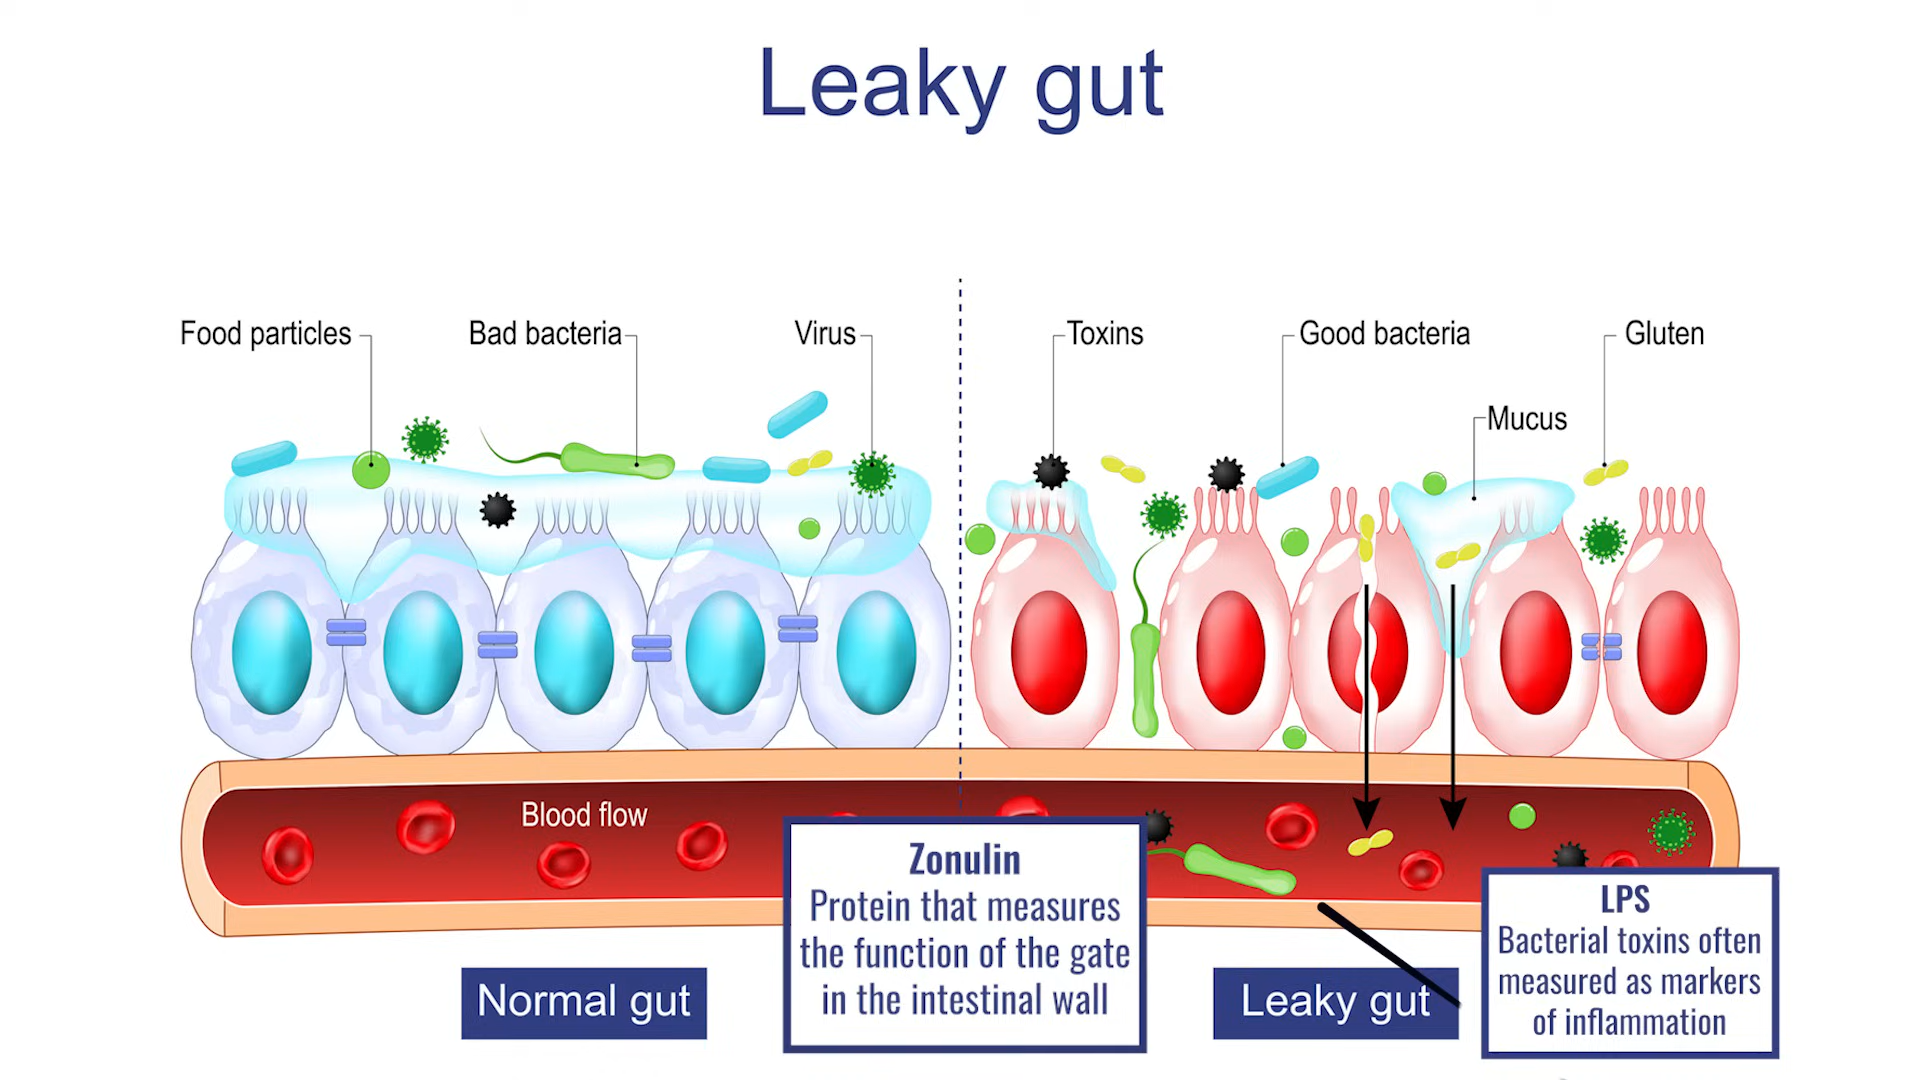 Leaky gut
Food particles
Bad bacteria
Virus
Toxins
Good bacteria
Gluten
Mucus
Blood flow
Zonulin
Protein that measures
the function of the gate
in the intestinal wall
LPS
Bacterial toxins often
measured as markers
of inflammation
Normal gut
Leaky gut